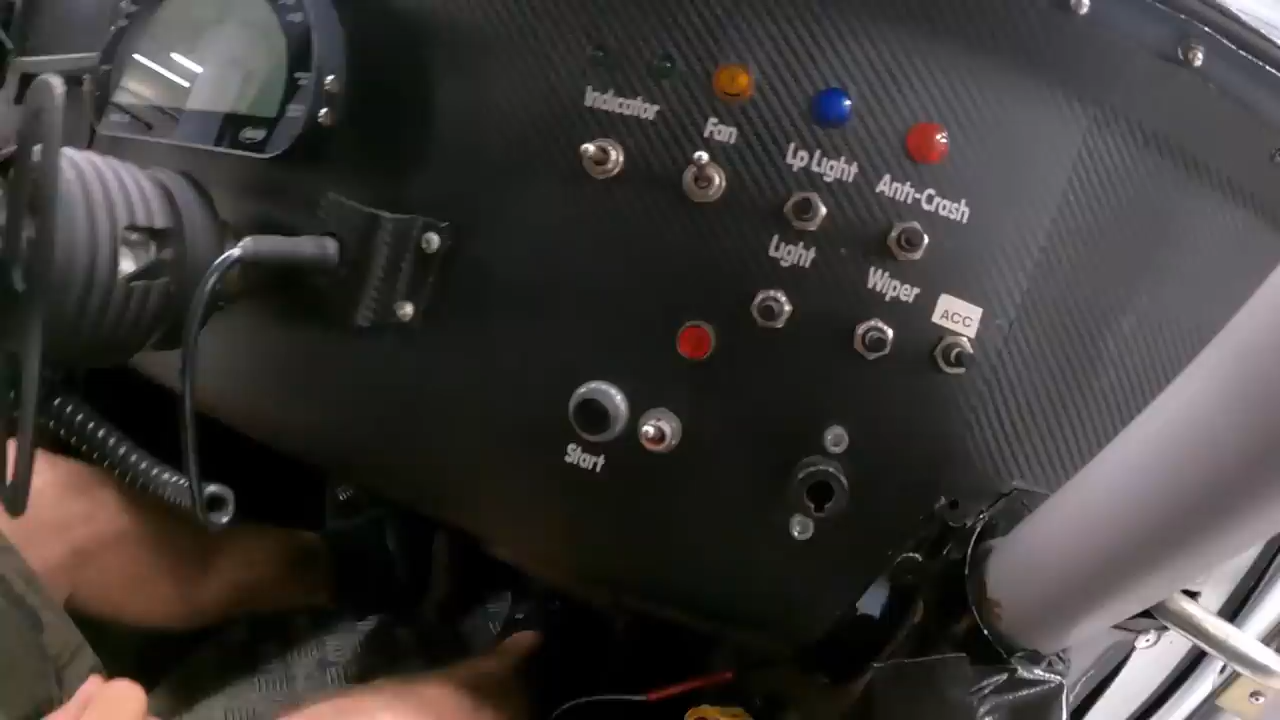 Indicator
Fan
Lp Light
Anti-Crash
Light
Wiper
ACC
Start